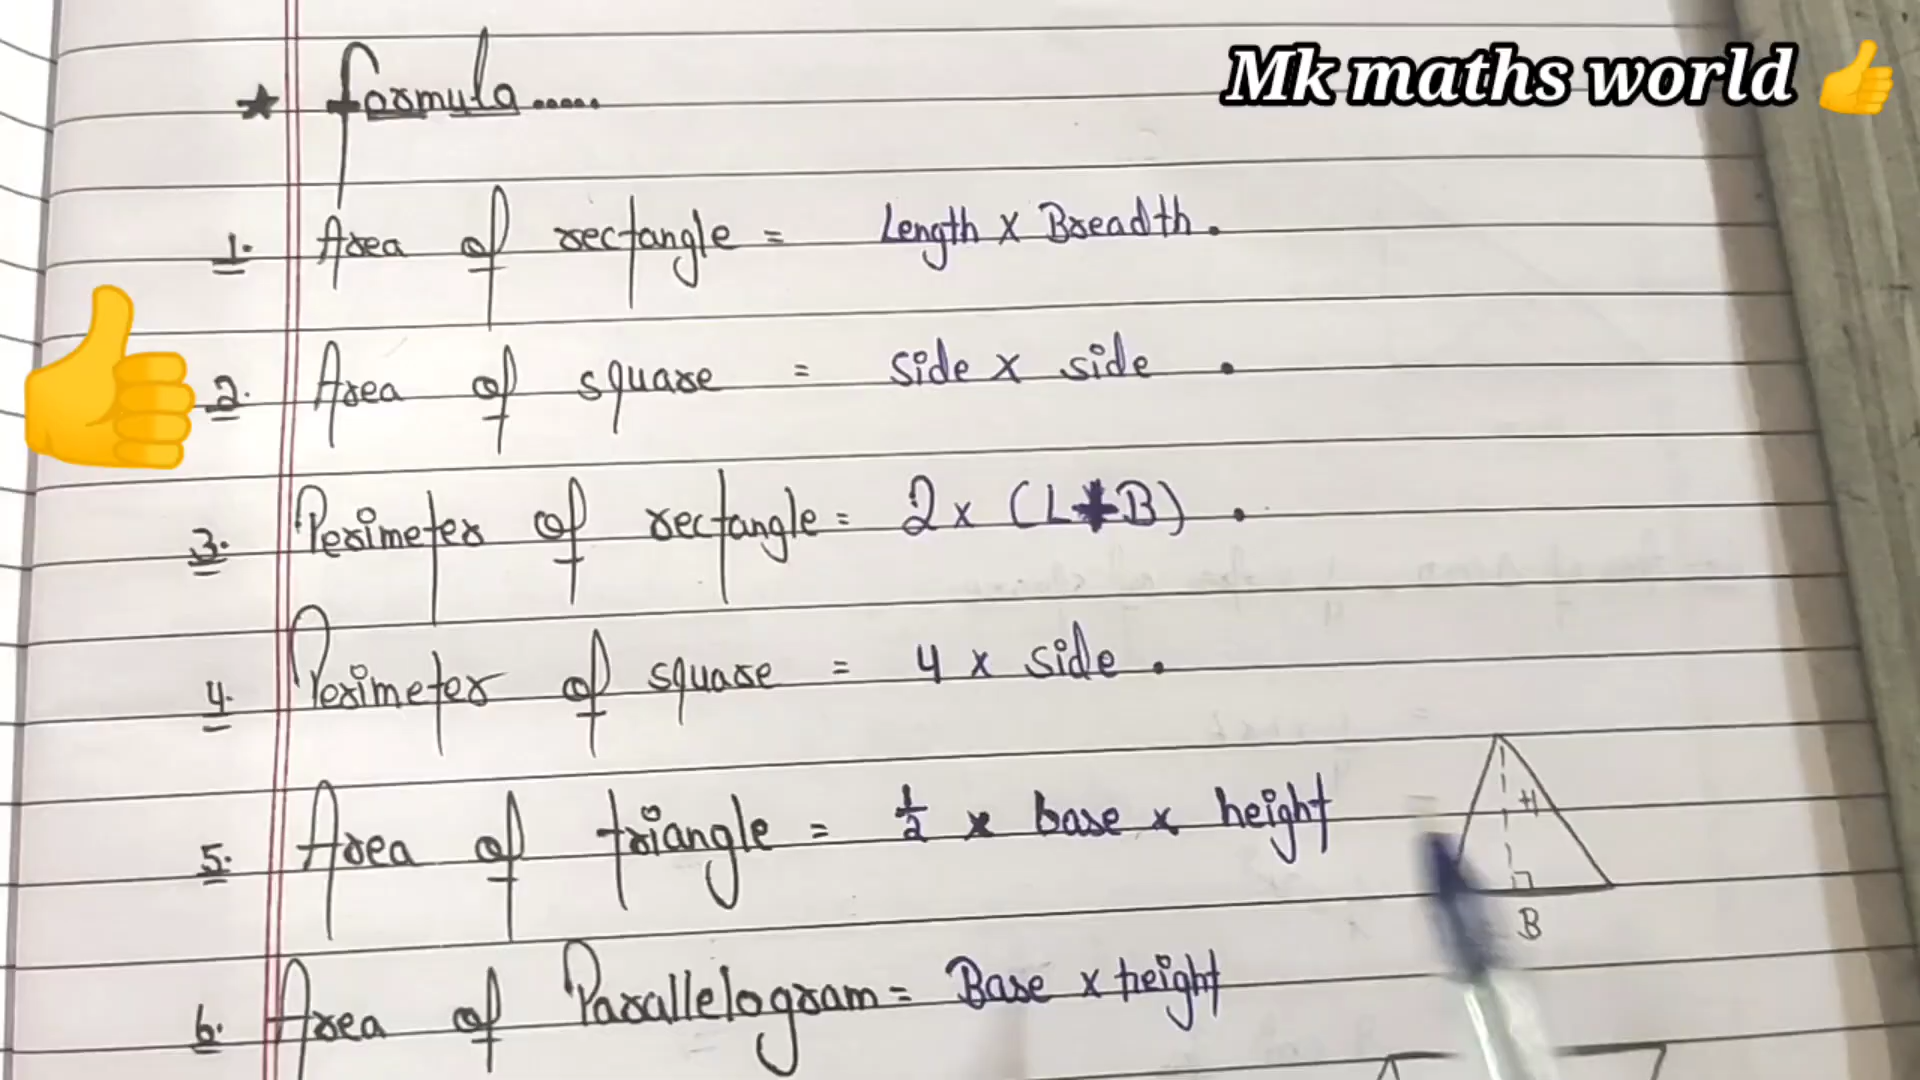 Mk maths world 👍
★ formula.....
1. Area of rectangle = Length x Breadth.
2. Area of square = side x side .
3. Perimeter of rectangle = 2 x (L+B) .
4. Perimeter of square = 4 x side .
5. Area of triangle = 1/2 x base x height
H
B
6. Area of Parallelogram = Base x height